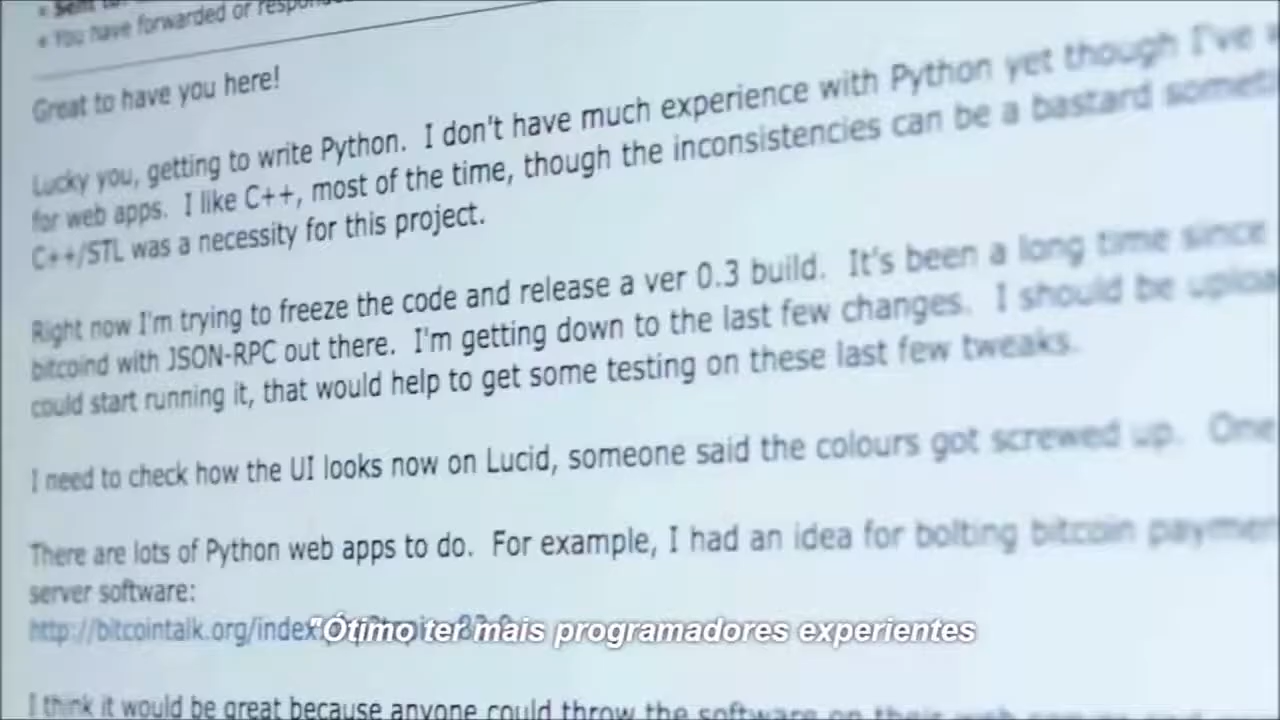 « You have forwarded or
Great to have you here!
Lucky you, getting to write Python. I don't have much experience with Python yet though I've
for web apps. I like C++, most of the time, though the inconsistencies can be a bastard
C++/STL was a necessity for this project.
Right now I'm trying to freeze the code and release a ver 0.3 build. It's been a long time since
bitcoind with JSON-RPC out there. I'm getting down to the last few changes. I should be
could start running it, that would help to get some testing on these last few tweaks.
I need to check how the UI looks now on Lucid, someone said the colours got screwed up. One
There are lots of Python web apps to do. For example, I had an idea for bolting bitcoin
server software:
http://bitcointalk.org/index
"Ótimo ter mais programadores experientes
I think it would be great because anyone could throw the software on their web